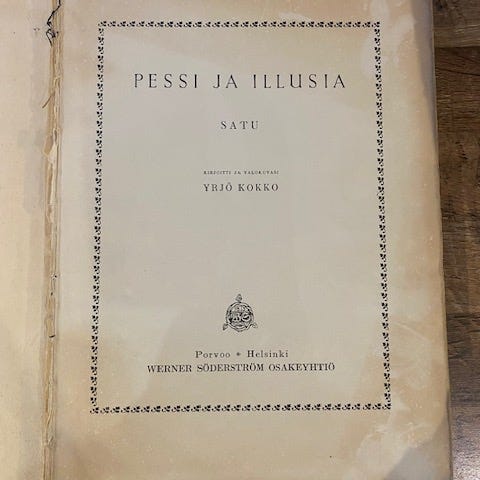 PESSI JA ILLUSIA
SATU
KIRJOITTI JA VALOKUVASI
YRJÖ KOKKO
Porvoo * Helsinki
WERNER SÖDERSTRÖM OSAKEYHTIÖ